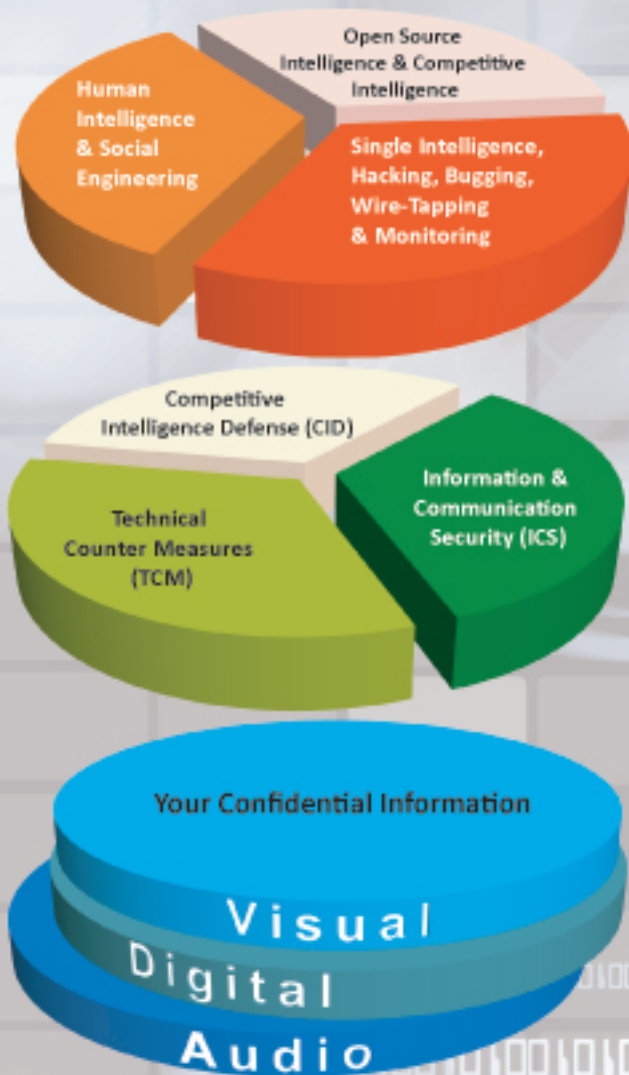 Open Source
Intelligence & Competitive
Intelligence
Human
Intelligence
& Social
Engineering
Single Intelligence,
Hacking, Bugging,
Wire-Tapping
& Monitoring
Competitive
Intelligence Defense (CID)
Information &
Communication
Security (ICS)
Technical
Counter Measures
(TCM)
Your Confidential Information
Visual
Digital
Audio